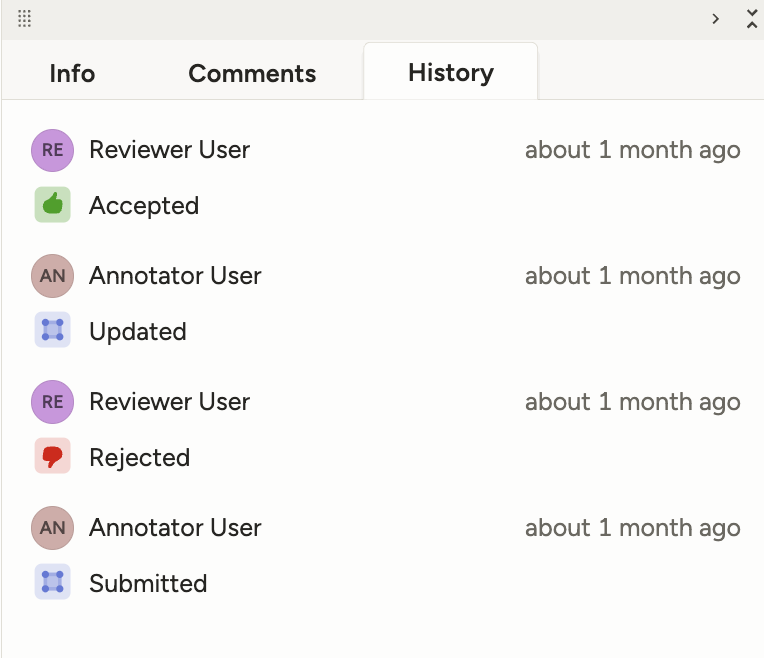 Info Comments History
RE Reviewer User about 1 month ago
Accepted
AN Annotator User about 1 month ago
Updated
RE Reviewer User about 1 month ago
Rejected
AN Annotator User about 1 month ago
Submitted